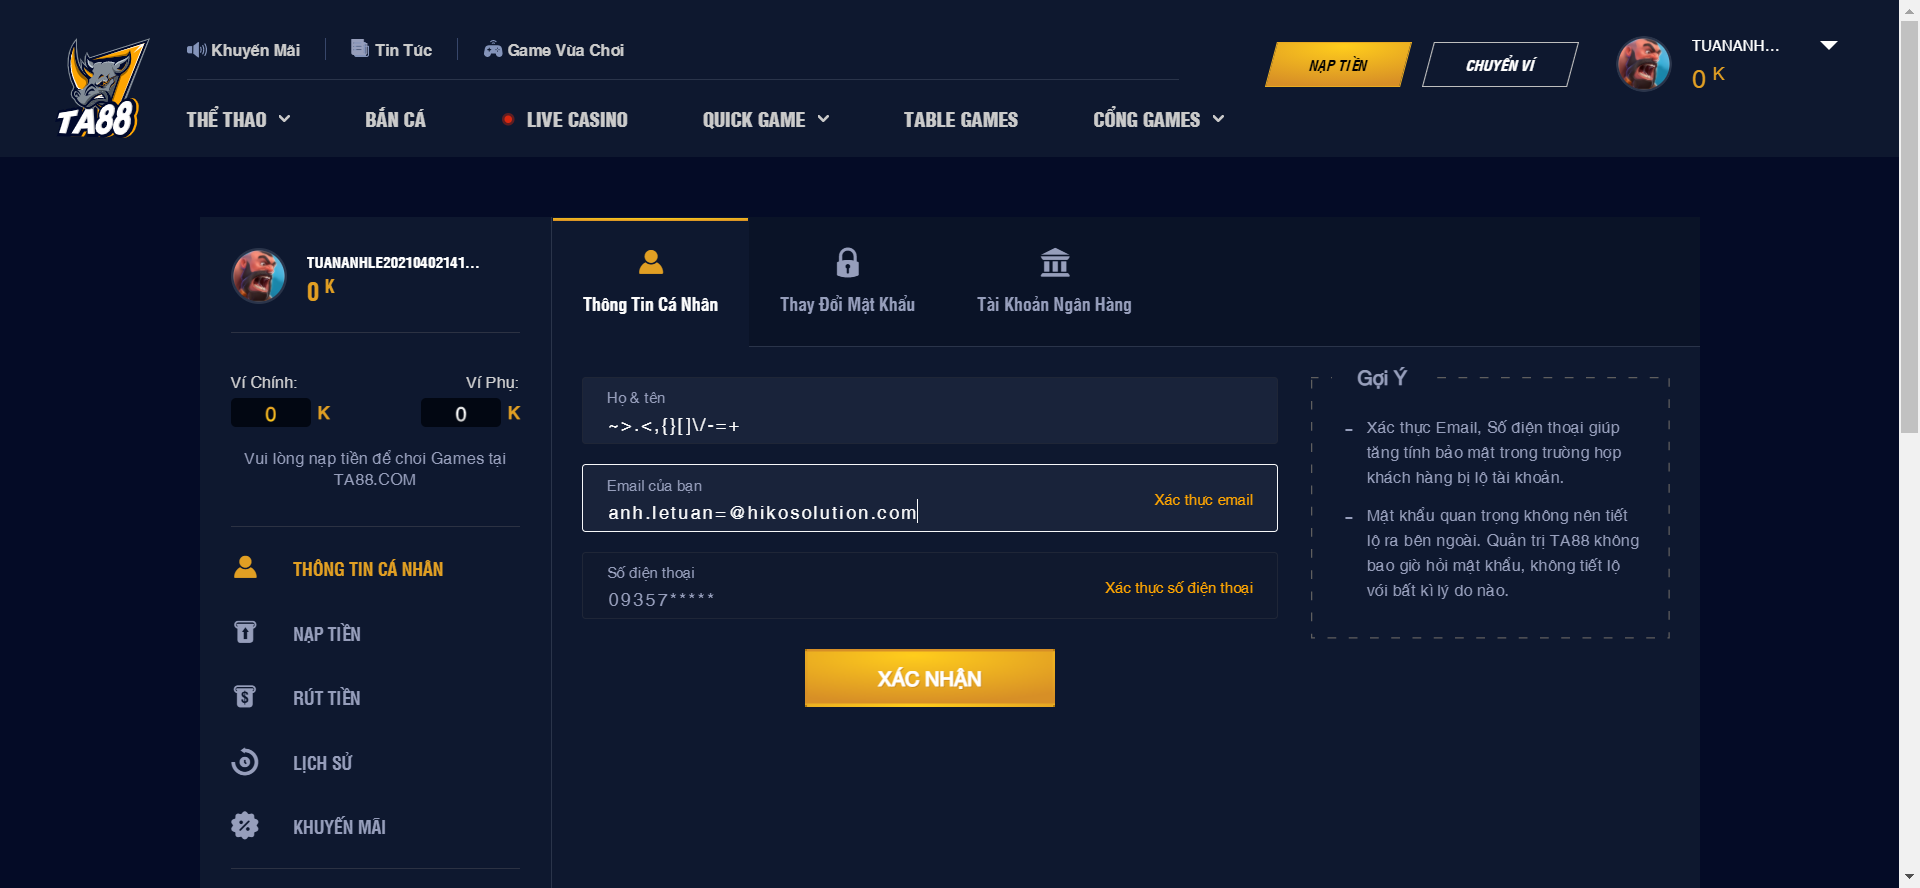 Khuyến Mãi
Tin Tức
Game Vừa Chơi
NẠP TIỀN
CHUYỂN VÍ
TUANANH...
0 K
TA88
THỂ THAO
BẮN CÁ
LIVE CASINO
QUICK GAME
TABLE GAMES
CỔNG GAMES
TUANANHLE20210402141...
0 K
Ví Chính:
Ví Phụ:
0 K
0 K
Vui lòng nạp tiền để chơi Games tại
TA88.COM
THÔNG TIN CÁ NHÂN
NẠP TIỀN
RÚT TIỀN
LỊCH SỬ
KHUYẾN MÃI
Thông Tin Cá Nhân
Thay Đổi Mật Khẩu
Tài Khoản Ngân Hàng
Họ & tên
~>.<,{}[]\/-=+
Email của bạn
anh.letuan=@hikosolution.com
Xác thực email
Số điện thoại
09357*****
Xác thực số điện thoại
XÁC NHẬN
Gợi Ý
- Xác thực Email, Số điện thoại giúp
tăng tính bảo mật trong trường hợp
khách hàng bị lộ tài khoản.
- Mật khẩu quan trọng không nên tiết
lộ ra bên ngoài. Quản trị TA88 không
bao giờ hỏi mật khẩu, không tiết lộ
với bất kì lý do nào.